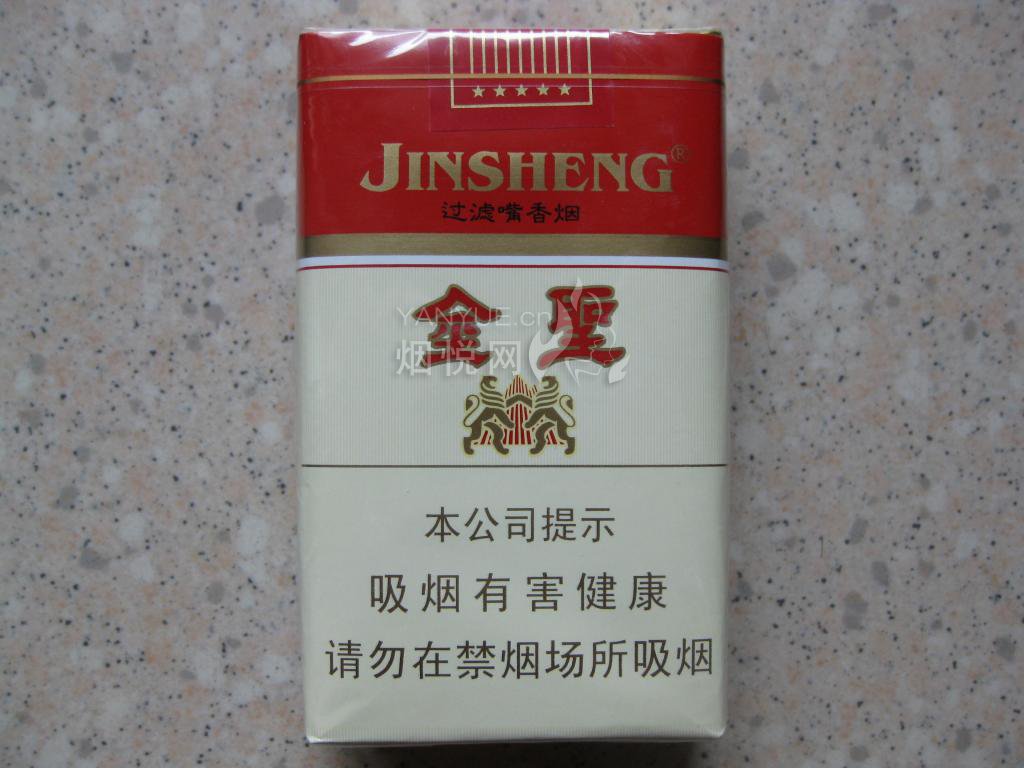 JINSHENG®
过滤嘴香烟
金圣
YANYUE.cn
烟悦网
本公司提示
吸烟有害健康
请勿在禁烟场所吸烟